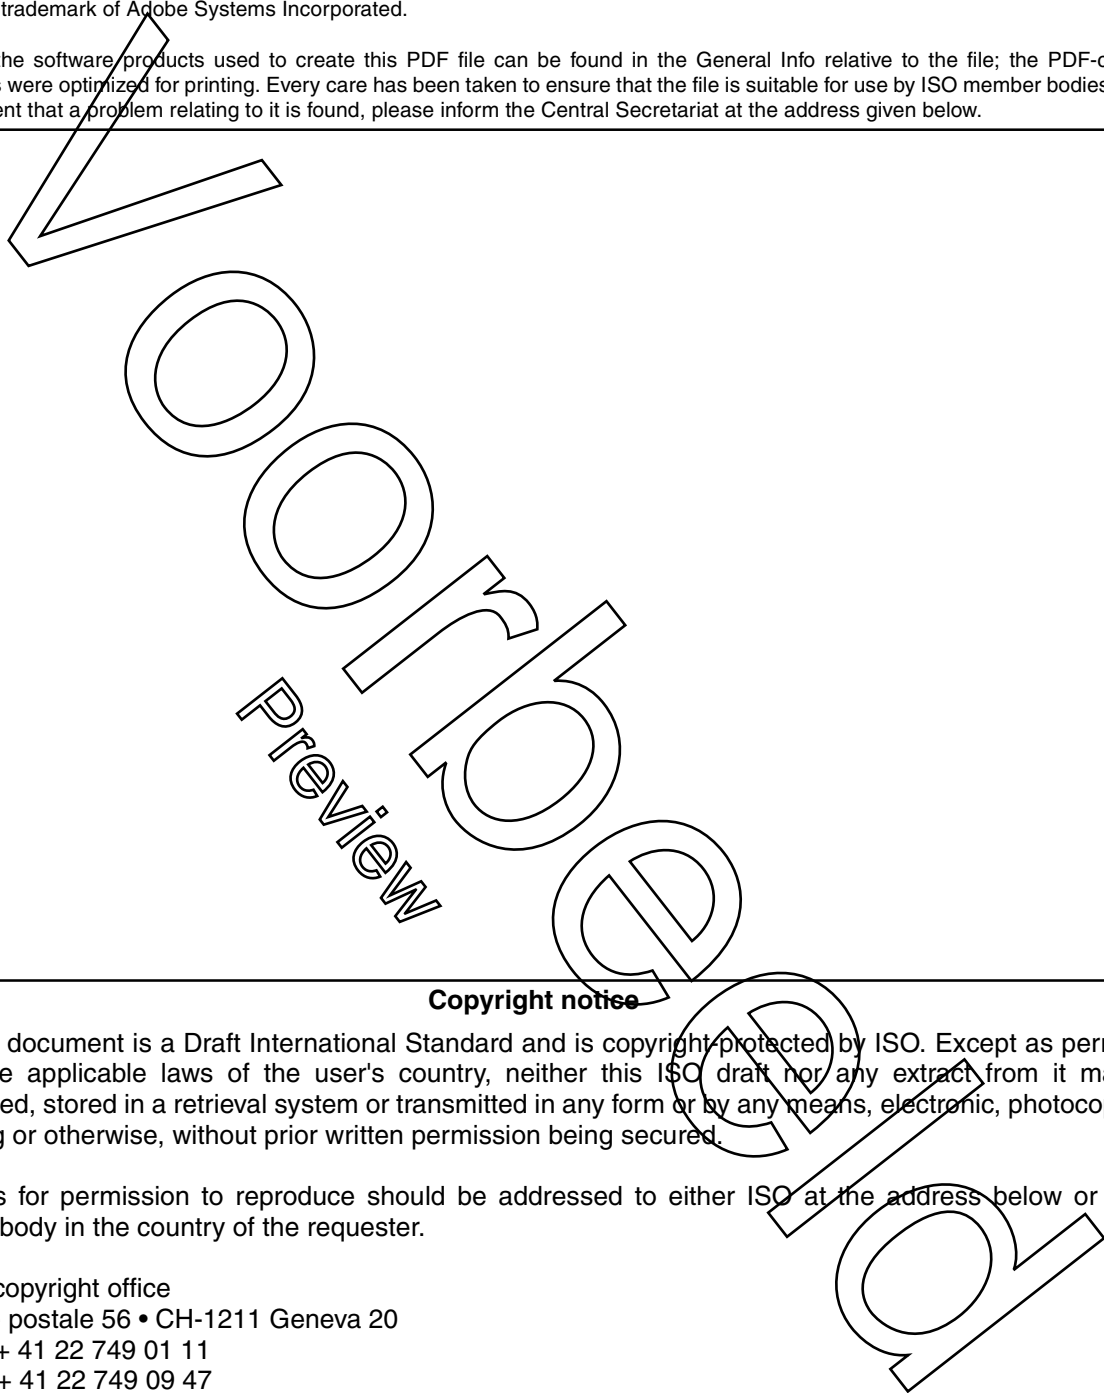 trademark of Adobe Systems Incorporated.
he software products used to create this PDF file can be found in the General Info relative to the file; the PDF-c
s were optimized for printing. Every care has been taken to ensure that the file is suitable for use by ISO member bodies
ent that a problem relating to it is found, please inform the Central Secretariat at the address given below.
Voorbeeld
Preview
Copyright notice
document is a Draft International Standard and is copyright-protected by ISO. Except as perm
e applicable laws of the user's country, neither this ISO draft nor any extract from it ma
ed, stored in a retrieval system or transmitted in any form or by any means, electronic, photoco
g or otherwise, without prior written permission being secured.
s for permission to reproduce should be addressed to either ISO at the address below or
body in the country of the requester.
copyright office
postale 56 • CH-1211 Geneva 20
+ 41 22 749 01 11
+ 41 22 749 09 47